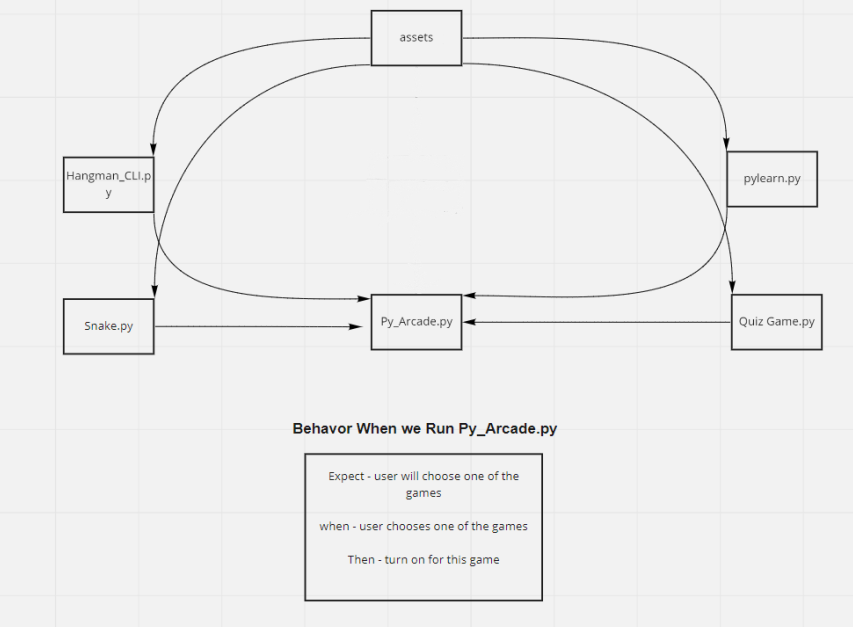 assets
Hangman_CLI.p
y
pylearn.py
Snake.py
Py_Arcade.py
Quiz Game.py
Behavor When we Run Py_Arcade.py
Expect - user will choose one of the
games
when - user chooses one of the games
Then - turn on for this game